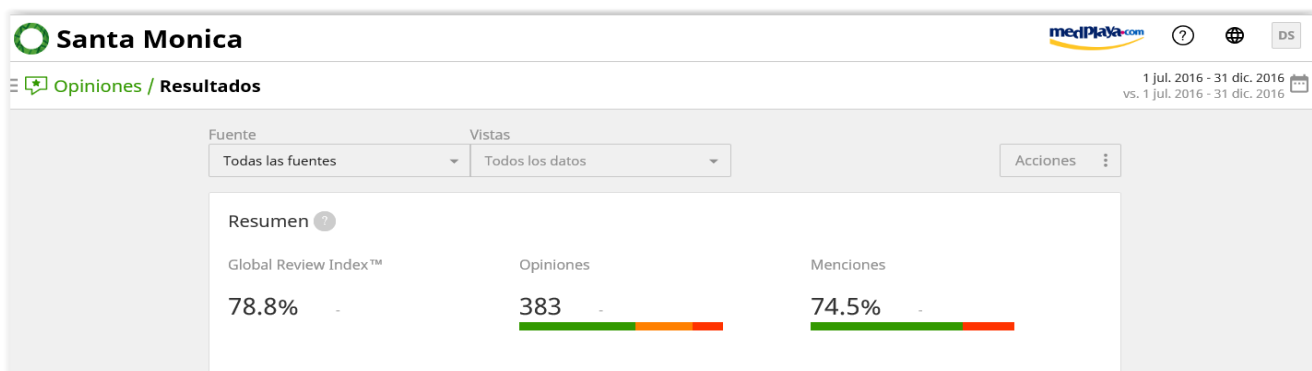 Santa Monica
medPlaya.com
?
DS
Opiniones / Resultados
1 jul. 2016 - 31 dic. 2016
vs. 1 jul. 2016 - 31 dic. 2016
Fuente
Vistas
Todas las fuentes
Todos los datos
Acciones
Resumen ?
Global Review Index™
Opiniones
Menciones
78.8% -
383 -
74.5% -